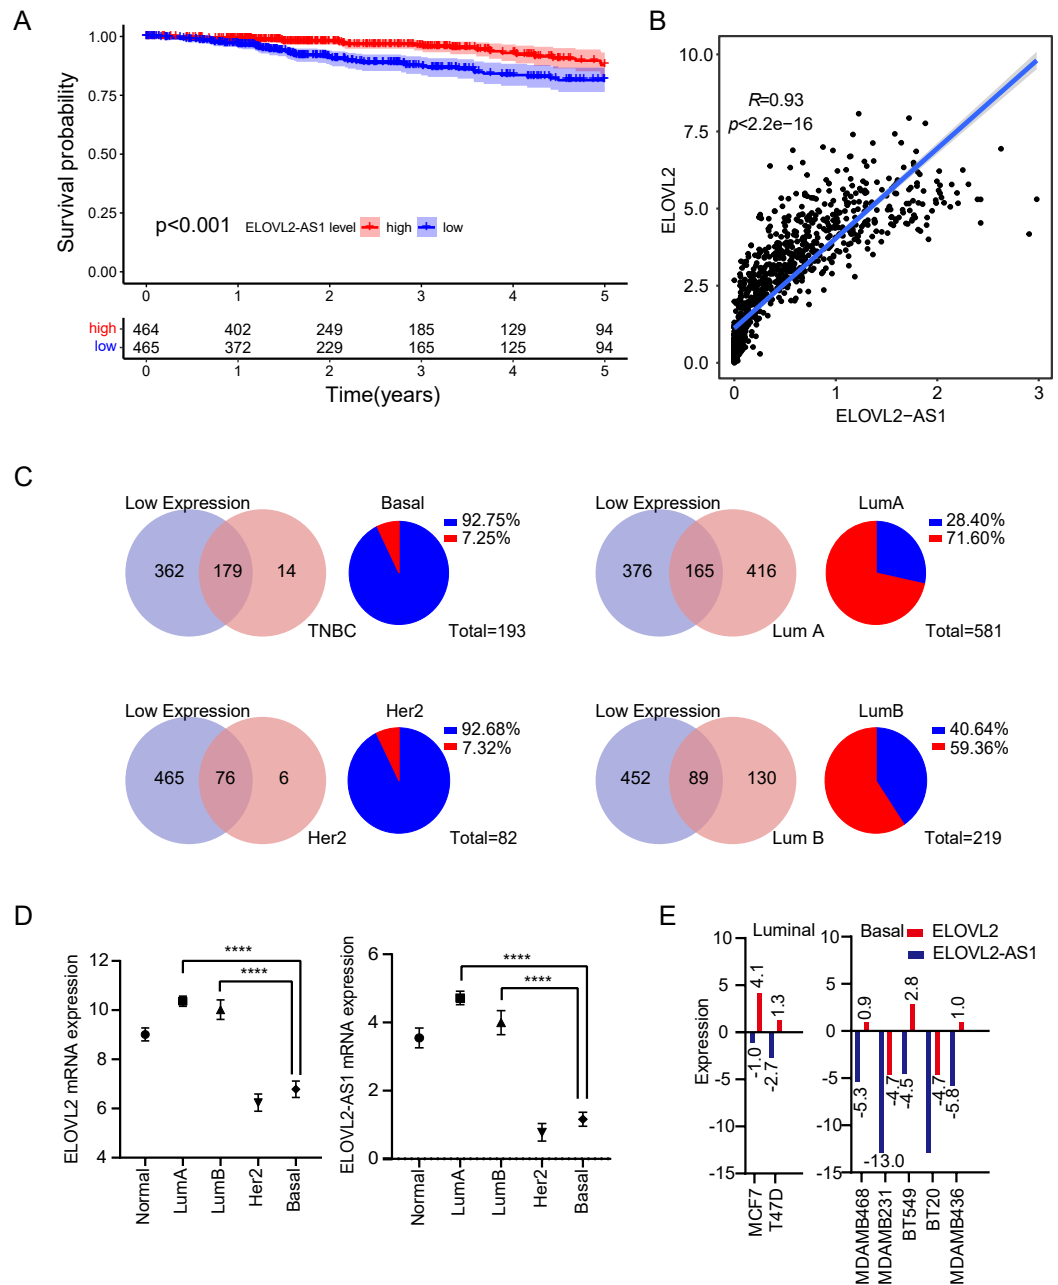 A
Survival probability
1.00
0.75
0.50
0.25
0.00
p<0.001 ELOVL2-AS1 level high low
0 1 2 3 4 5
high 464 402 249 185 129 94
low 465 372 229 165 125 94
0 1 2 3 4 5
Time(years)
B
ELOVL2
10.0
7.5
5.0
2.5
0.0
R=0.93
p<2.2e−16
0 1 2 3
ELOVL2−AS1
C
Low Expression
362 179 14
TNBC
Basal
92.75%
7.25%
Total=193
Low Expression
376 165 416
Lum A
LumA
28.40%
71.60%
Total=581
Low Expression
465 76 6
Her2
Her2
92.68%
7.32%
Total=82
Low Expression
452 89 130
Lum B
LumB
40.64%
59.36%
Total=219
D
ELOVL2 mRNA expression
12
10
8
6
4
****
****
Normal
LumA
LumB
Her2
Basal
ELOVL2-AS1 mRNA expression
6
4
2
0
****
****
Normal
LumA
LumB
Her2
Basal
E
Luminal
Expression
10
5
0
-5
-10
-15
4.1
-1.0
1.3
-2.7
MCF7
T47D
Basal
ELOVL2
ELOVL2-AS1
10
5
0
-5
-10
-15
0.9
-5.3
-4.7
-13.0
2.8
-4.5
-4.7
1.0
-5.8
MDAMB468
MDAMB231
BT549
BT20
MDAMB436